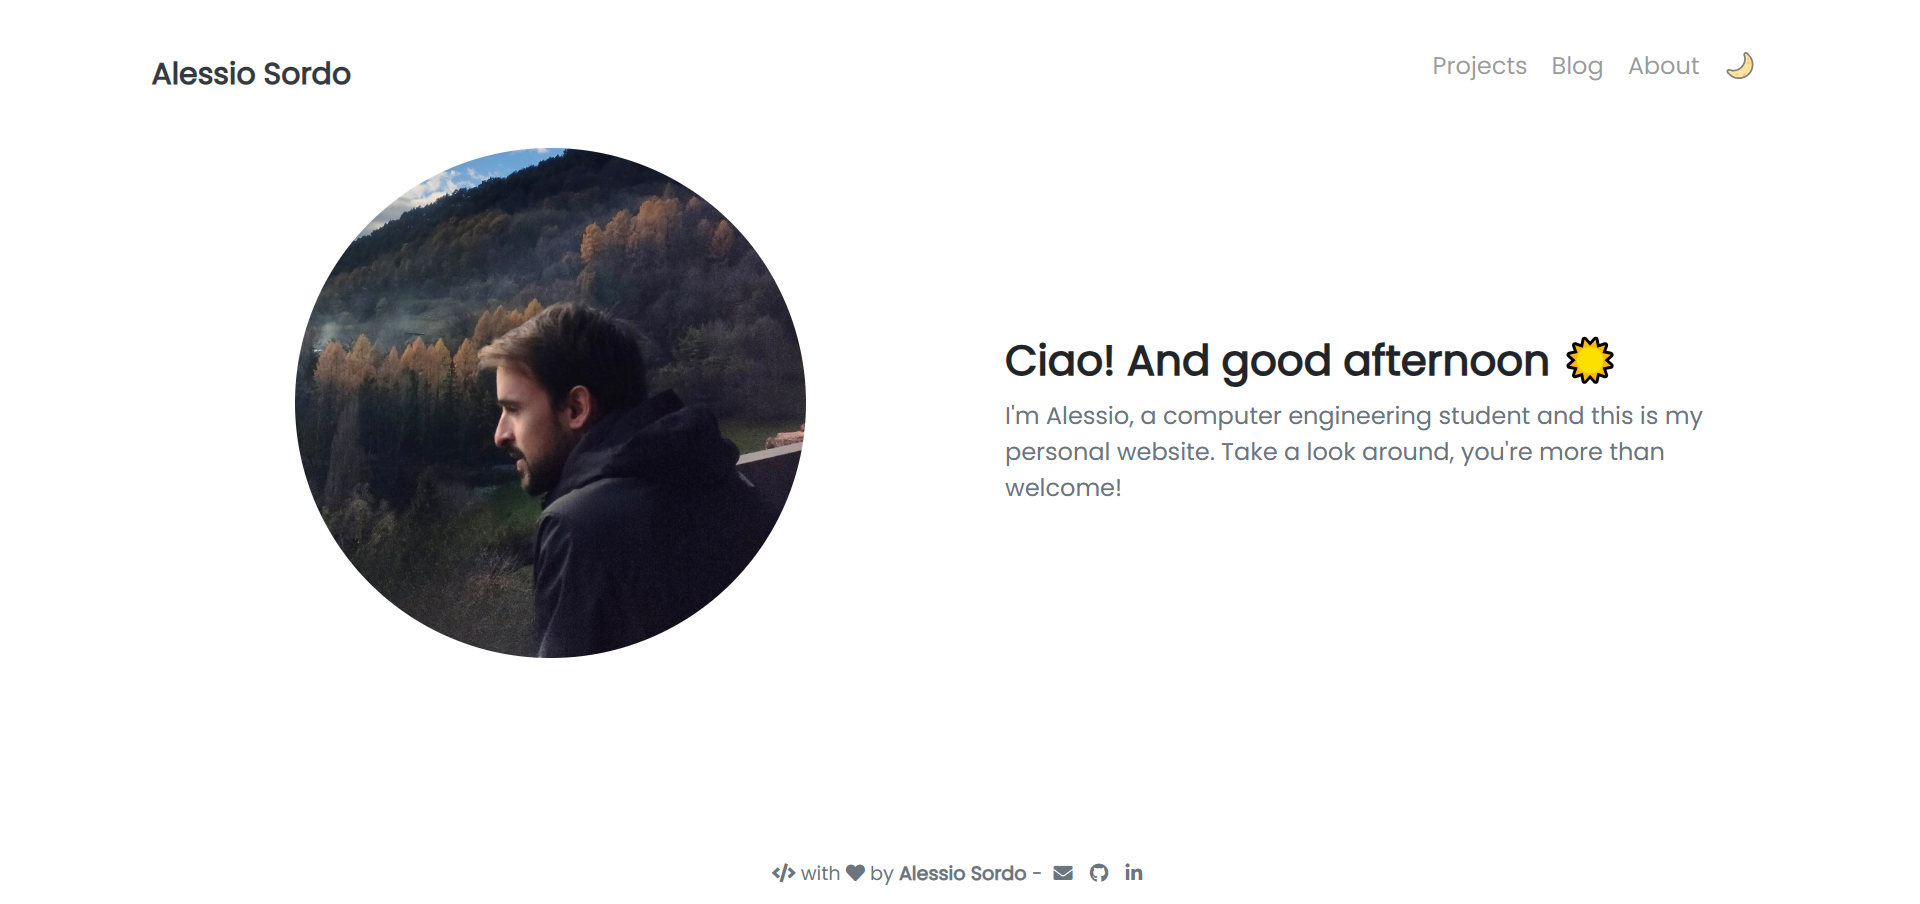 Alessio Sordo
Projects Blog About
Ciao! And good afternoon
I'm Alessio, a computer engineering student and this is my
personal website. Take a look around, you're more than
welcome!
with by Alessio Sordo -